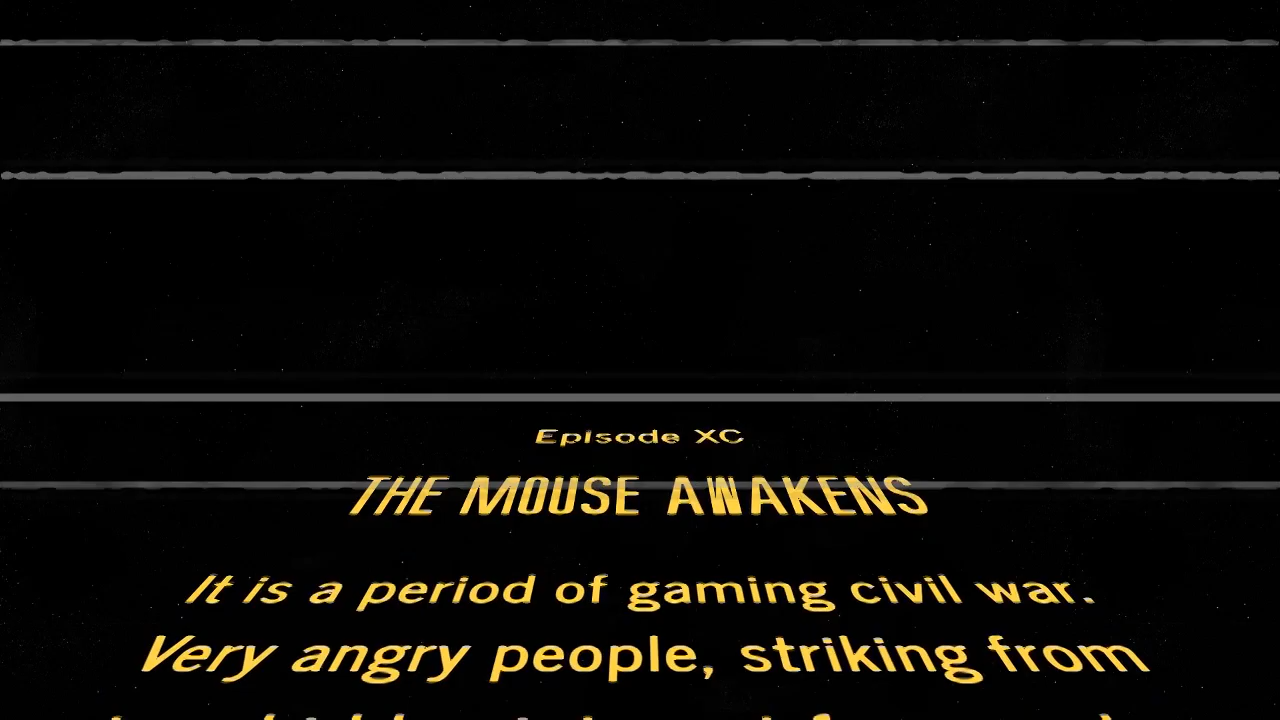 Episode XC
THE MOUSE AWAKENS
It is a period of gaming civil war.
Very angry people, striking from